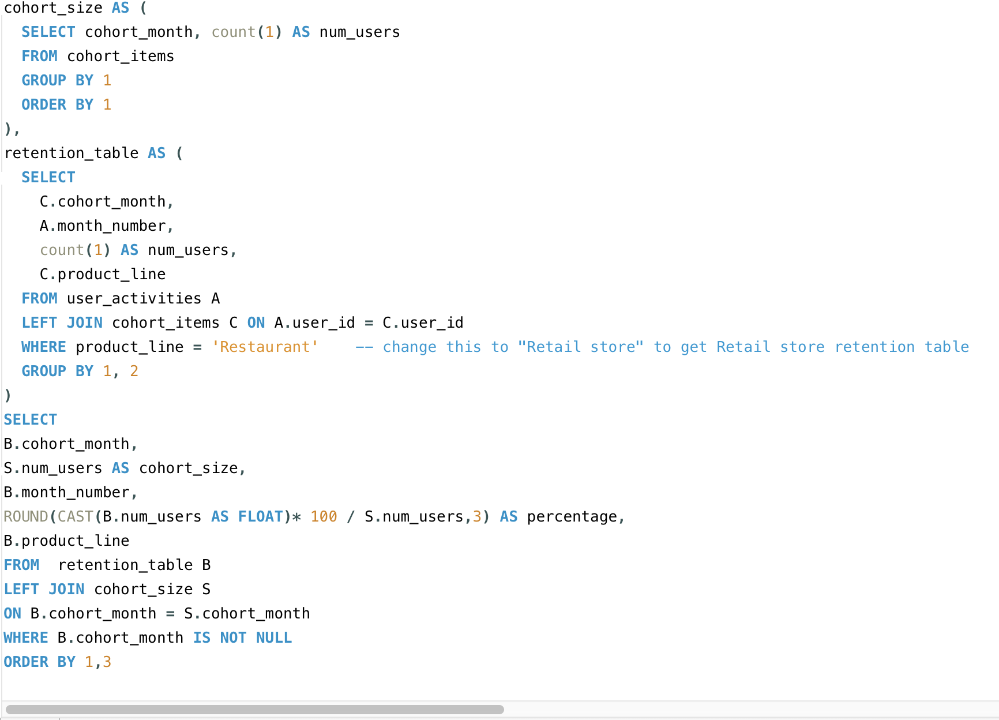 cohort_size AS (
  SELECT cohort_month, count(1) AS num_users
  FROM cohort_items
  GROUP BY 1
  ORDER BY 1
),
retention_table AS (
  SELECT
    C.cohort_month,
    A.month_number,
    count(1) AS num_users,
    C.product_line
  FROM user_activities A
  LEFT JOIN cohort_items C ON A.user_id = C.user_id
  WHERE product_line = 'Restaurant'    -- change this to "Retail store" to get Retail store retention table
  GROUP BY 1, 2
)
SELECT
B.cohort_month,
S.num_users AS cohort_size,
B.month_number,
ROUND(CAST(B.num_users AS FLOAT)* 100 / S.num_users,3) AS percentage,
B.product_line
FROM  retention_table B
LEFT JOIN cohort_size S
ON B.cohort_month = S.cohort_month
WHERE B.cohort_month IS NOT NULL
ORDER BY 1,3